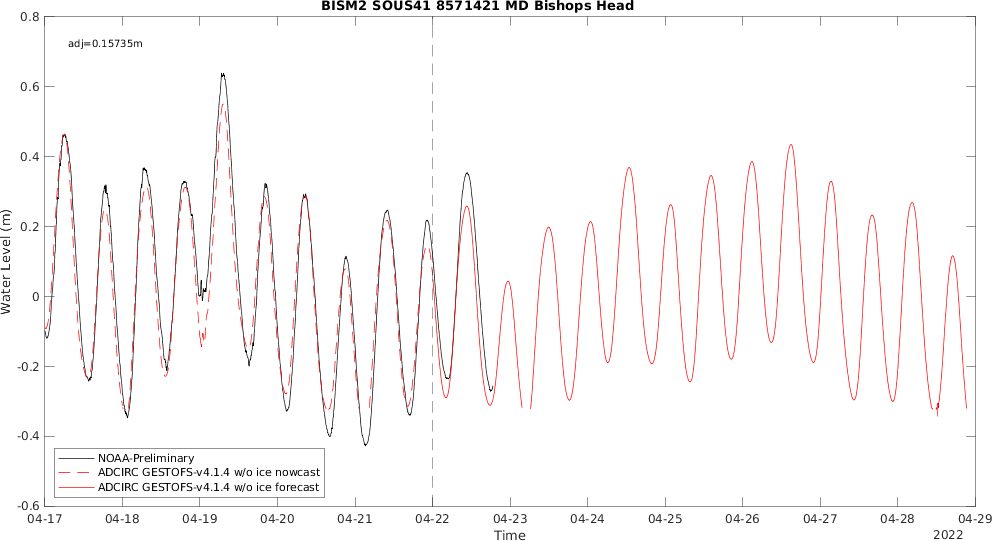 BISM2 SOUS41 8571421 MD Bishops Head
adj=0.15735m
Water Level (m)
0.8
0.6
0.4
0.2
0
-0.2
-0.4
-0.6
NOAA-Preliminary
ADCIRC GESTOFS-v4.1.4 w/o ice nowcast
ADCIRC GESTOFS-v4.1.4 w/o ice forecast
04-17 04-18 04-19 04-20 04-21 04-22 04-23 04-24 04-25 04-26 04-27 04-28 04-29
Time
2022